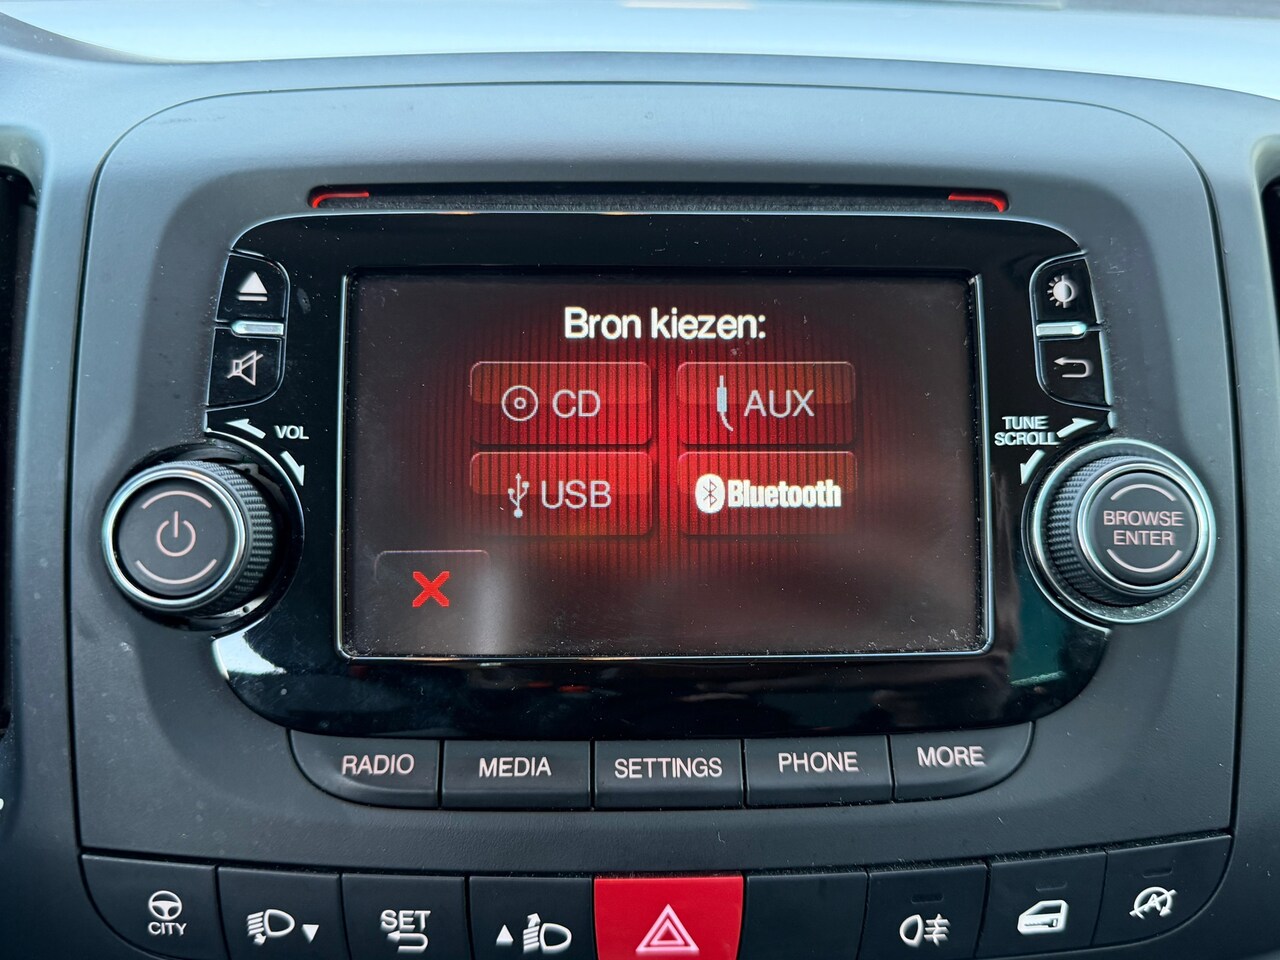 Bron kiezen:
CD
AUX
USB
Bluetooth
VOL
TUNE
SCROLL
BROWSE
ENTER
RADIO
MEDIA
SETTINGS
PHONE
MORE
CITY
SET
A